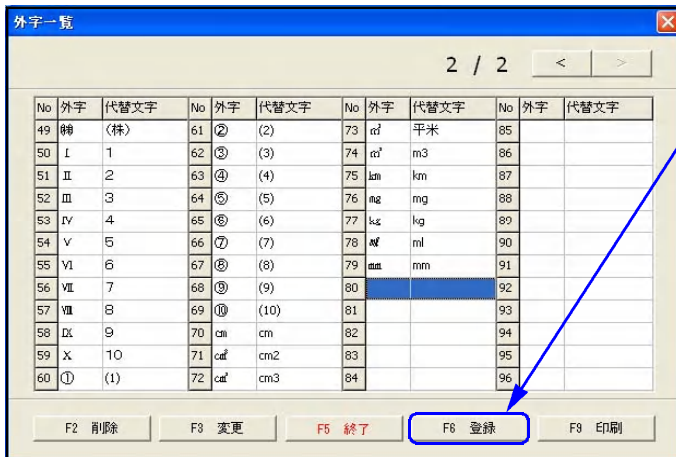 外字一覧
2 / 2 < >
No 外字 代替文字 No 外字 代替文字 No 外字 代替文字 No 外字 代替文字
49 ㈱ (株) 61 ② (2) 73 ㎡ 平米 85
50 Ⅰ 1 62 ③ (3) 74 ㎥ m3 86
51 Ⅱ 2 63 ④ (4) 75 ㎞ km 87
52 Ⅲ 3 64 ⑤ (5) 76 ㎎ mg 88
53 Ⅳ 4 65 ⑥ (6) 77 ㎏ kg 89
54 Ⅴ 5 66 ⑦ (7) 78 ㎖ ml 90
55 Ⅵ 6 67 ⑧ (8) 79 ㎜ mm 91
56 Ⅶ 7 68 ⑨ (9) 80 92
57 Ⅷ 8 69 ⑩ (10) 81 93
58 Ⅸ 9 70 ㎝ cm 82 94
59 Ⅹ 10 71 ㎠ cm2 83 95
60 ① (1) 72 ㎤ cm3 84 96
F2 削除 F3 変更 F5 終了 F6 登録 F9 印刷